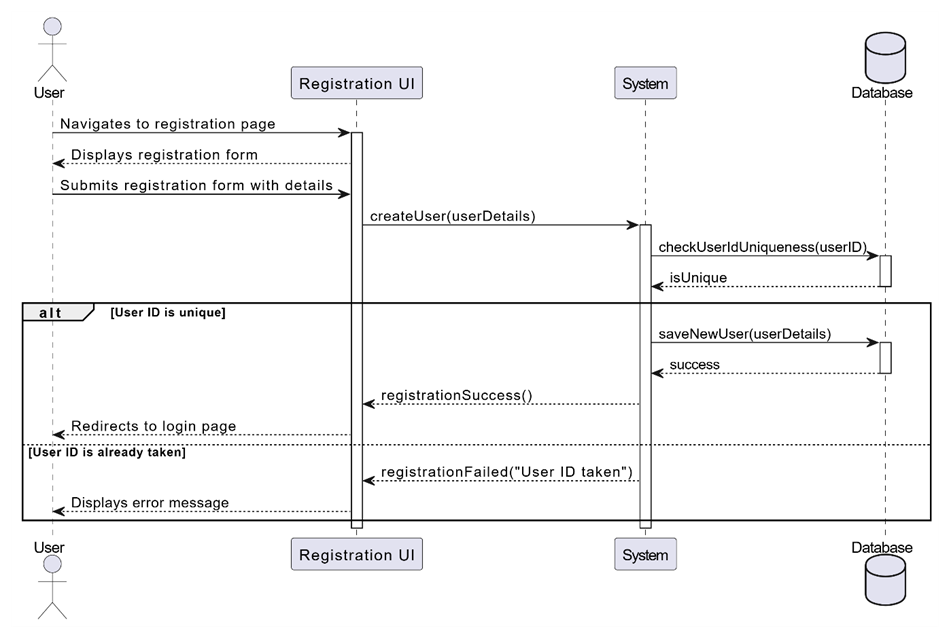 User
Registration UI
System
Database
Navigates to registration page
Displays registration form
Submits registration form with details
createUser(userDetails)
checkUserIdUniqueness(userID)
isUnique
alt [User ID is unique]
saveNewUser(userDetails)
success
registrationSuccess()
Redirects to login page
[User ID is already taken]
registrationFailed("User ID taken")
Displays error message
User
Registration UI
System
Database